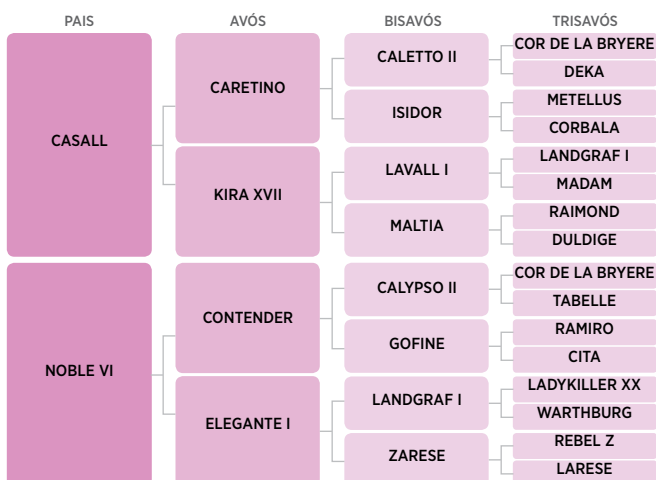 PAIS AVÓS BISAVÓS TRISAVÓS
COR DE LA BRYERE
CALETTO II
DEKA
CARETINO
METELLUS
ISIDOR
CORBALA
CASALL
LANDGRAF I
LAVALL I
MADAM
KIRA XVII
RAIMOND
MALTIA
DULDIGE
COR DE LA BRYERE
CALYPSO II
TABELLE
CONTENDER
RAMIRO
GOFINE
CITA
NOBLE VI
LADYKILLER XX
LANDGRAF I
WARTHBURG
ELEGANTE I
REBEL Z
ZARESE
LARESE